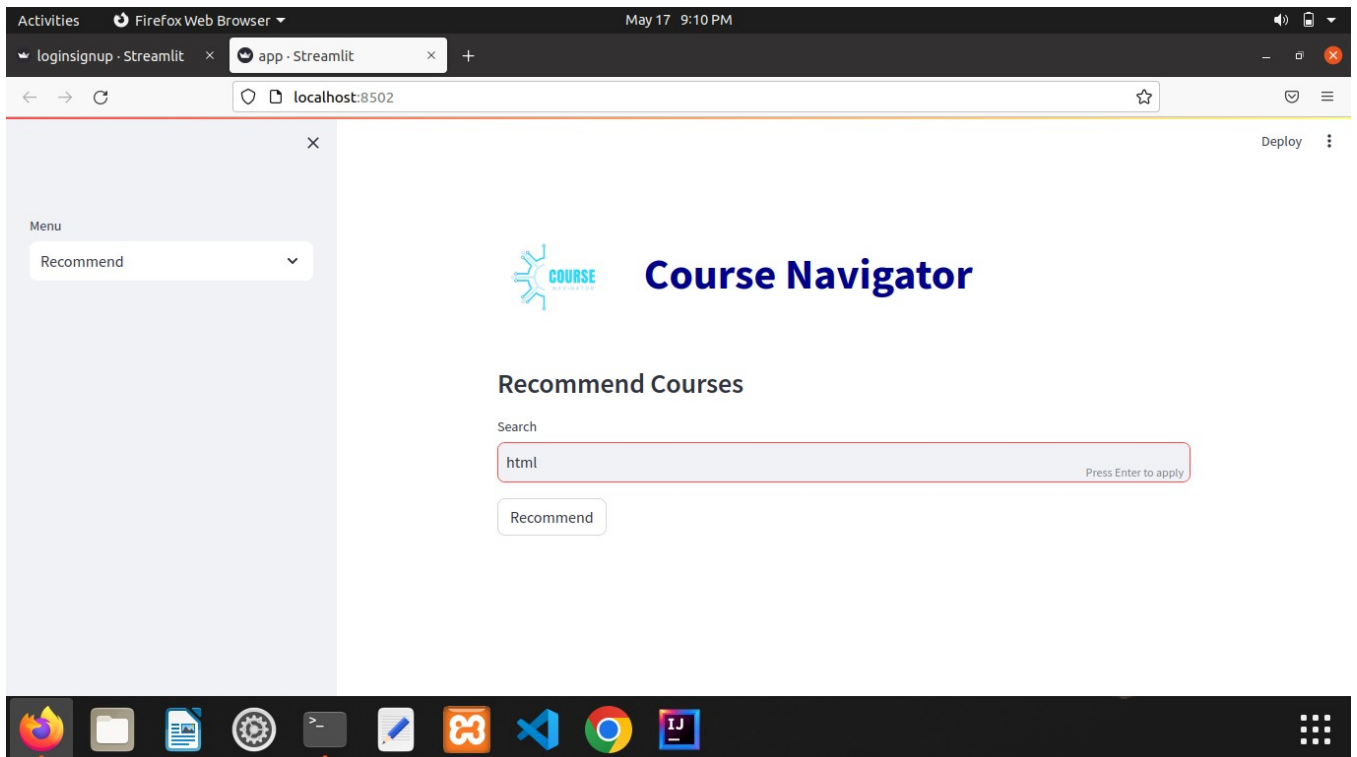 Activities Firefox Web Browser May 17 9:10 PM
loginsignup · Streamlit app · Streamlit
localhost:8502
Deploy
Menu
Recommend
COURSE
NAVIGATOR
Course Navigator
Recommend Courses
Search
html
Press Enter to apply
Recommend
>_
IJ